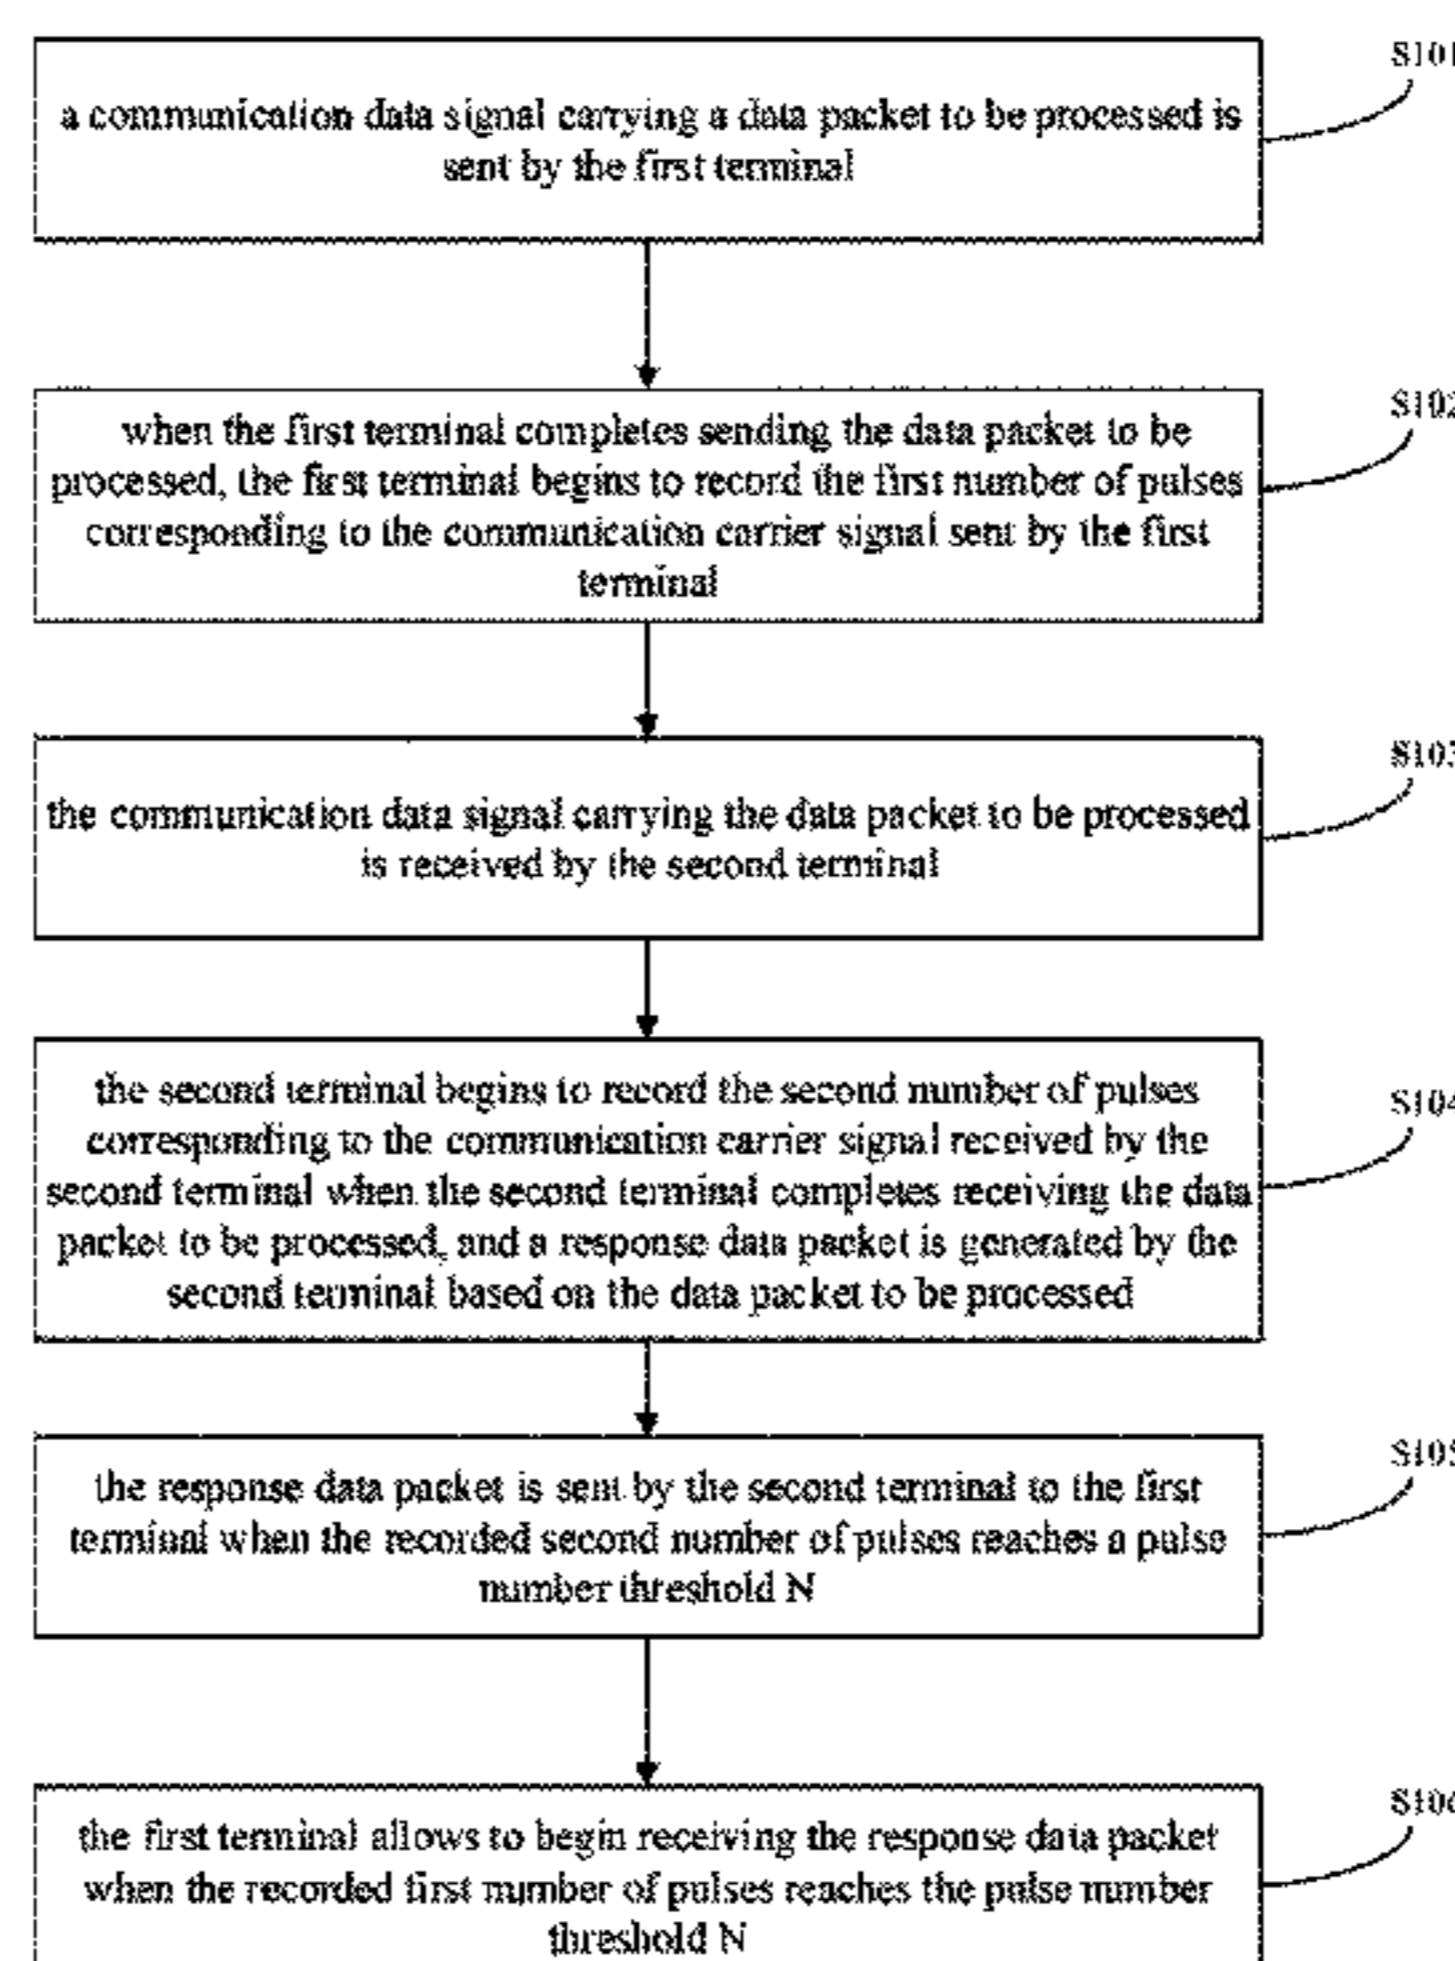 S101
a communication data signal carrying a data packet to be processed is
sent by the first terminal
S102
when the first terminal completes sending the data packet to be
processed, the first terminal begins to record the first number of pulses
corresponding to the communication carrier signal sent by the first
terminal
S103
the communication data signal carrying the data packet to be processed
is received by the second terminal
S104
the second terminal begins to record the second number of pulses
corresponding to the communication carrier signal received by the
second terminal when the second terminal completes receiving the data
packet to be processed, and a response data packet is generated by the
second terminal based on the data packet to be processed
S105
the response data packet is sent by the second terminal to the first
terminal when the recorded second number of pulses reaches a pulse
number threshold N
S106
the first terminal allows to begin receiving the response data packet
when the recorded first number of pulses reaches the pulse number
threshold N